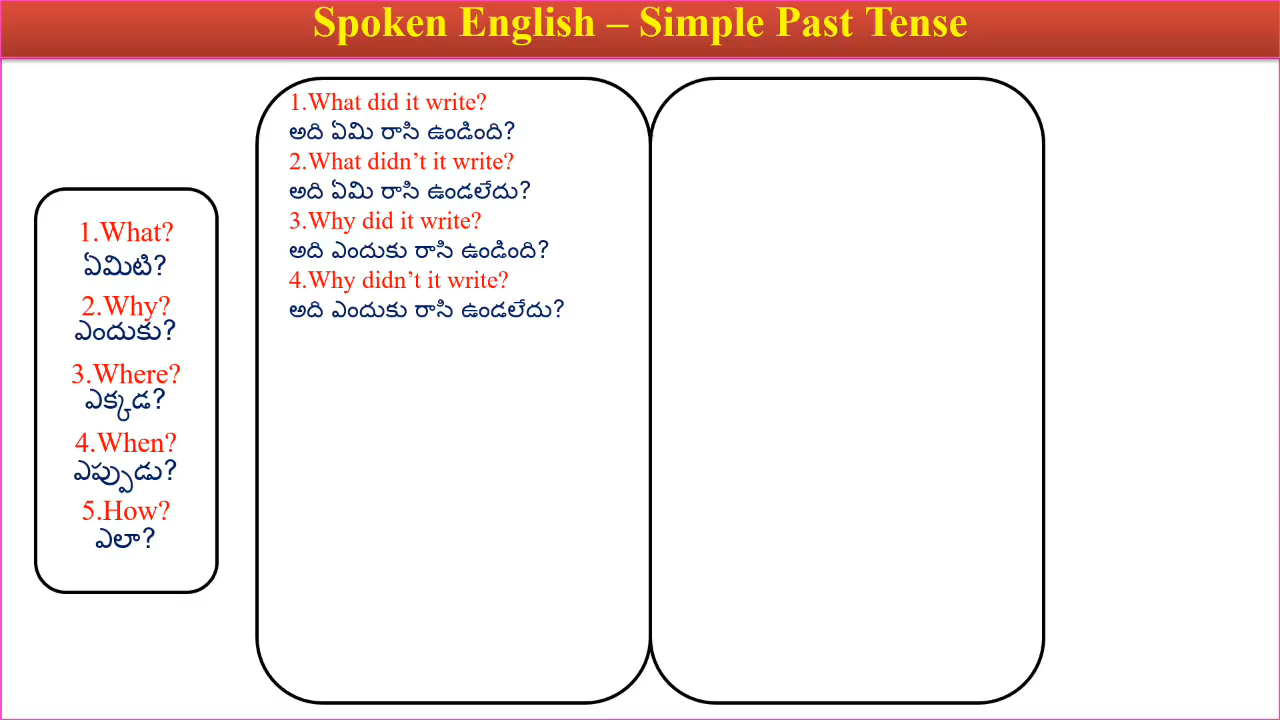 Spoken English – Simple Past Tense
1.What?
ఏమిటి?
2.Why?
ఎందుకు?
3.Where?
ఎక్కడ?
4.When?
ఎప్పుడు?
5.How?
ఎలా?
1.What did it write?
అది ఏమి రాసి ఉండింది?
2.What didn’t it write?
అది ఏమి రాసి ఉండలేదు?
3.Why did it write?
అది ఎందుకు రాసి ఉండింది?
4.Why didn’t it write?
అది ఎందుకు రాసి ఉండలేదు?